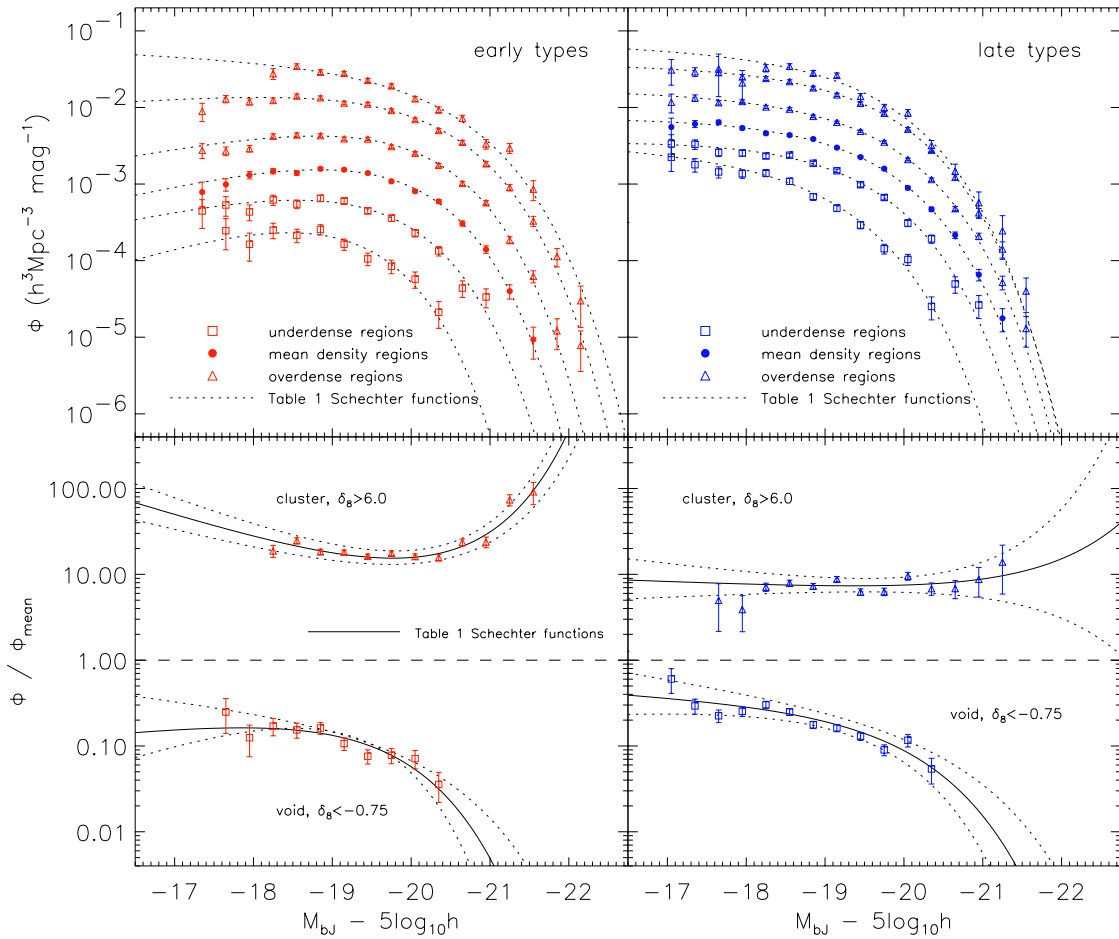 early types
late types
10⁻¹
10⁻²
10⁻³
10⁻⁴
10⁻⁵
10⁻⁶
ϕ (h³Mpc⁻³ mag⁻¹)
underdense regions
mean density regions
overdense regions
Table 1 Schechter functions
underdense regions
mean density regions
overdense regions
Table 1 Schechter functions
cluster, δ₈>6.0
cluster, δ₈>6.0
100.00
10.00
1.00
0.10
0.01
ϕ / ϕmean
Table 1 Schechter functions
void, δ₈<−0.75
void, δ₈<−0.75
−17 −18 −19 −20 −21 −22
−17 −18 −19 −20 −21 −22
M_bJ − 5log₁₀h
M_bJ − 5log₁₀h